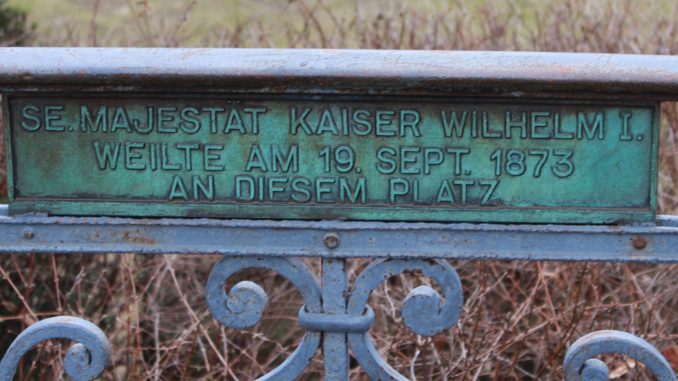 SE. MAJESTÄT KAISER WILHELM I.
WEILTE AM 19. SEPT. 1873
AN DIESEM PLATZ